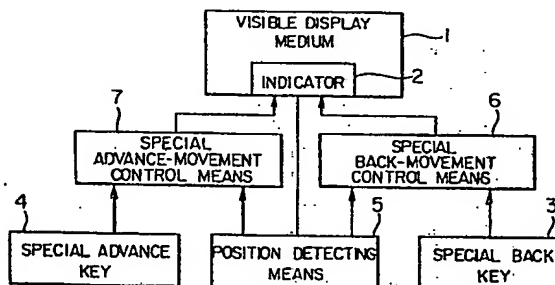 VISIBLE DISPLAY
MEDIUM
1
INDICATOR
2
7
6
SPECIAL
ADVANCE-MOVEMENT
CONTROL MEANS
SPECIAL
BACK-MOVEMENT
CONTROL MEANS
4
5
3
SPECIAL ADVANCE
KEY
POSITION DETECTING
MEANS
SPECIAL BACK
KEY